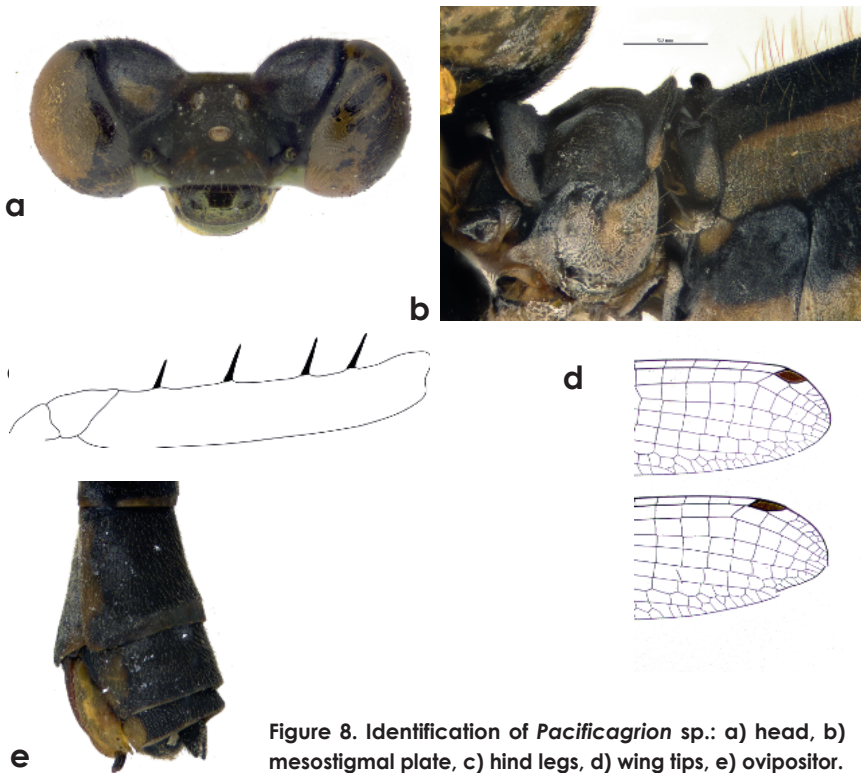 a
b
d
e
Figure 8. Identification of Pacificagrion sp.: a) head, b)
mesostigmal plate, c) hind legs, d) wing tips, e) ovipositor.